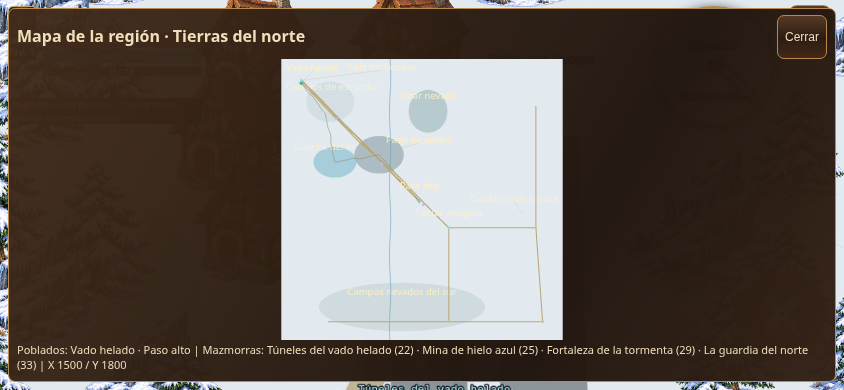 Mapa de la región · Tierras del norte
Cerrar
Vado helado
Paso alto
Campos nevados del sur
Poblados: Vado helado · Paso alto | Mazmorras: Túneles del vado helado (22) · Mina de hielo azul (25) · Fortaleza de la tormenta (29) · La guardia del norte
(33) | X 1500 / Y 1800
Túneles del vado helado